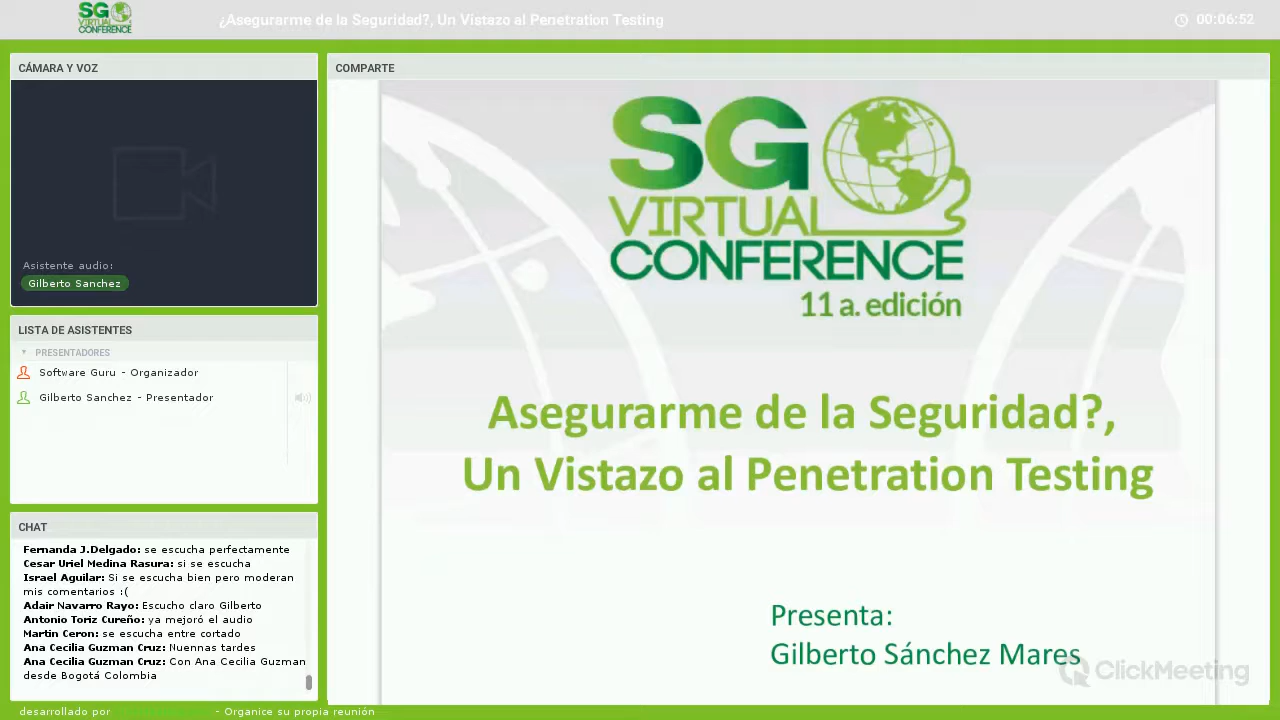 SG
VIRTUAL
CONFERENCE
¿Asegurarme de la Seguridad?, Un Vistazo al Penetration Testing
00:06:52
CÁMARA Y VOZ
Asistente audio:
Gilberto Sanchez
LISTA DE ASISTENTES
PRESENTADORES
Software Guru - Organizador
Gilberto Sanchez - Presentador
CHAT
Fernanda J.Delgado: se escucha perfectamente
Cesar Uriel Medina Rasura: si se escucha
Israel Aguilar: Si se escucha bien pero moderan
mis comentarios :(
Adair Navarro Rayo: Escucho claro Gilberto
Antonio Toriz Cureño: ya mejoró el audio
Martin Ceron: se escucha entre cortado
Ana Cecilia Guzman Cruz: Nuennas tardes
Ana Cecilia Guzman Cruz: Con Ana Cecilia Guzman
desde Bogotá Colombia
COMPARTE
SG
VIRTUAL
CONFERENCE
11 a. edición
Asegurarme de la Seguridad?,
Un Vistazo al Penetration Testing
Presenta:
Gilberto Sánchez Mares
ClickMeeting
desarrollado por - Organice su propia reunión